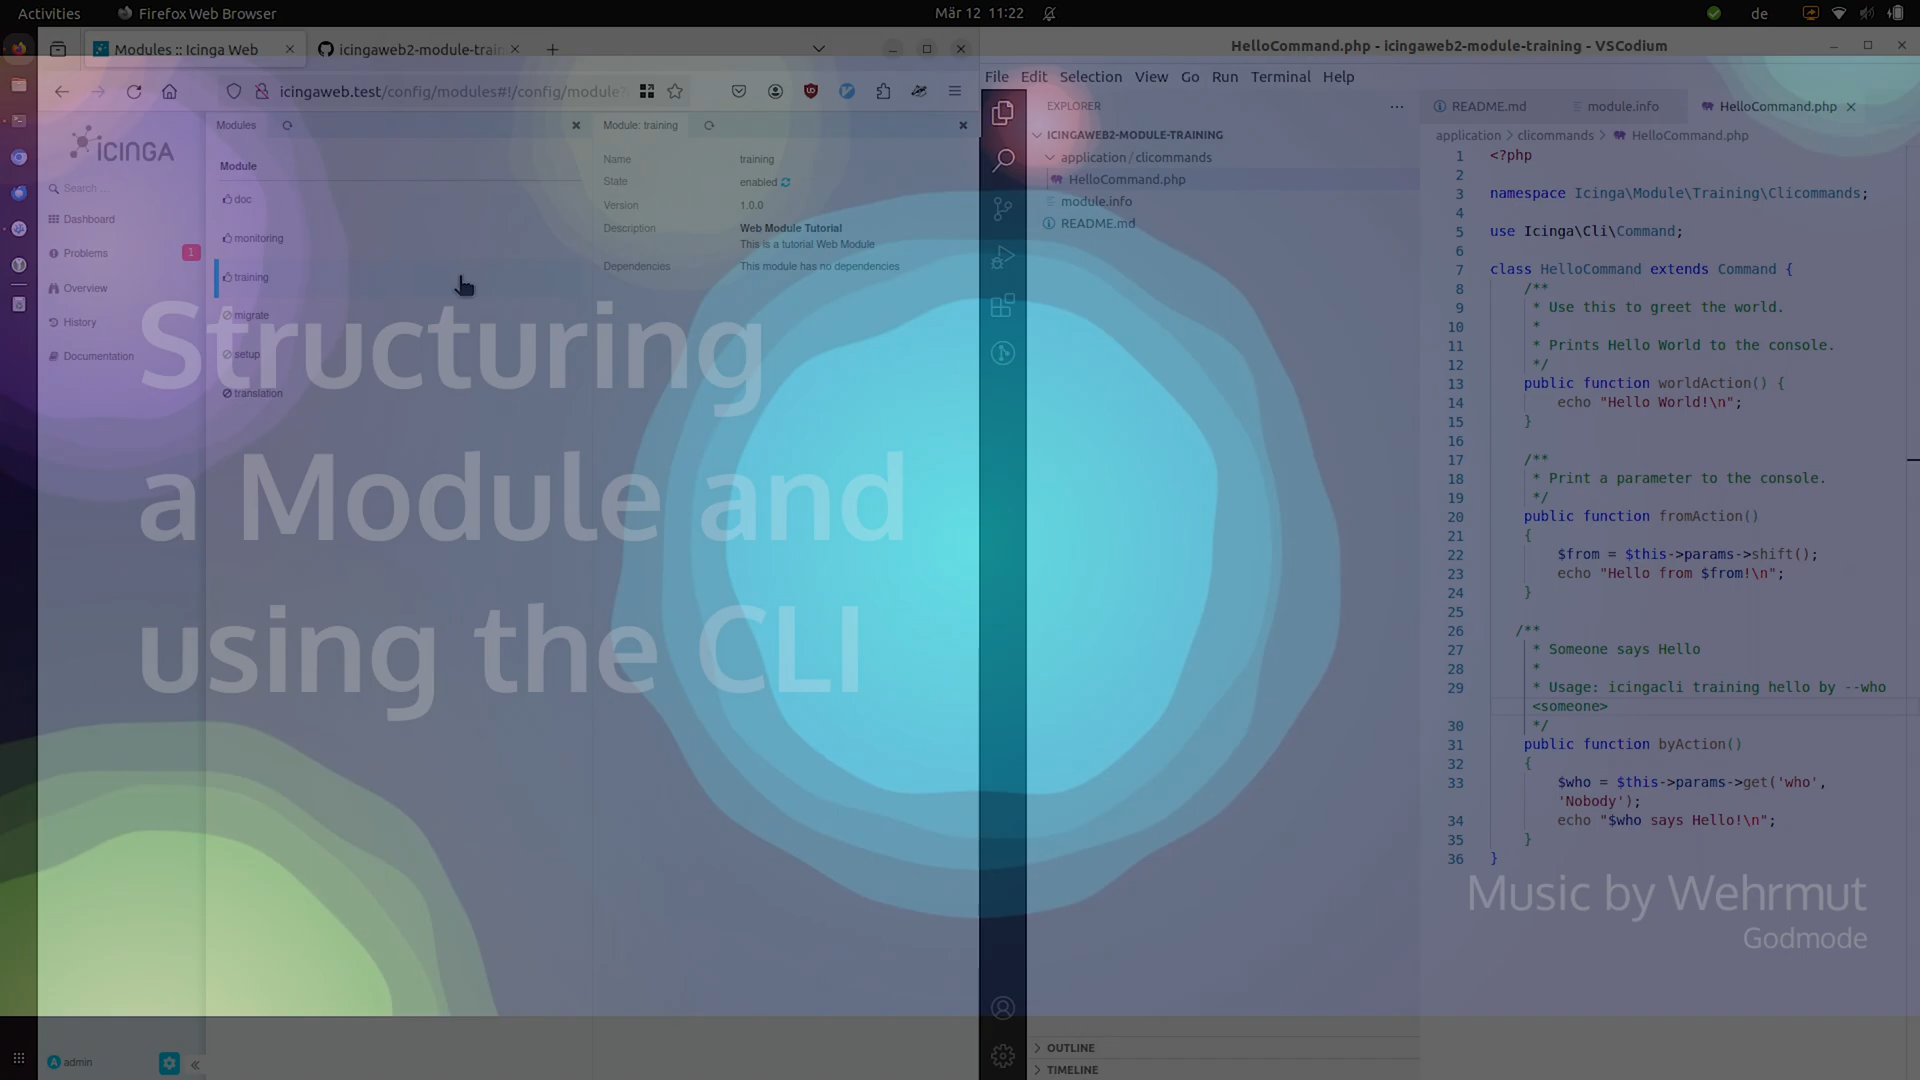 Activities
Firefox Web Browser
Mär 12 11:22
de
Modules :: Icinga Web
icingaweb2-module-train
icingaweb.test/config/modules#!/config/module?
ICINGA
Search ...
Dashboard
Problems 1
Overview
History
Documentation
admin
Modules
Module
doc
monitoring
training
migrate
setup
translation
Module: training
Name training
State enabled
Version 1.0.0
Description Web Module Tutorial
This is a tutorial Web Module
Dependencies This module has no dependencies
Structuring
a Module and
using the CLI
HelloCommand.php - icingaweb2-module-training - VSCodium
File Edit Selection View Go Run Terminal Help
EXPLORER
ICINGAWEB2-MODULE-TRAINING
application / clicommands
HelloCommand.php
module.info
README.md
OUTLINE
TIMELINE
README.md module.info HelloCommand.php
application > clicommands > HelloCommand.php
1 <?php
2
3 namespace Icinga\Module\Training\Clicommands;
4
5 use Icinga\Cli\Command;
6
7 class HelloCommand extends Command {
8 /**
9 * Use this to greet the world.
10 *
11 * Prints Hello World to the console.
12 */
13 public function worldAction() {
14 echo "Hello World!\n";
15 }
16
17 /**
18 * Print a parameter to the console.
19 */
20 public function fromAction()
21 {
22 $from = $this->params->shift();
23 echo "Hello from $from!\n";
24 }
25
26 /**
27 * Someone says Hello
28 *
29 * Usage: icingacli training hello by --who
<someone>
30 */
31 public function byAction()
32 {
33 $who = $this->params->get('who',
'Nobody');
34 echo "$who says Hello!\n";
35 }
36 }
Music by Wehrmut
Godmode